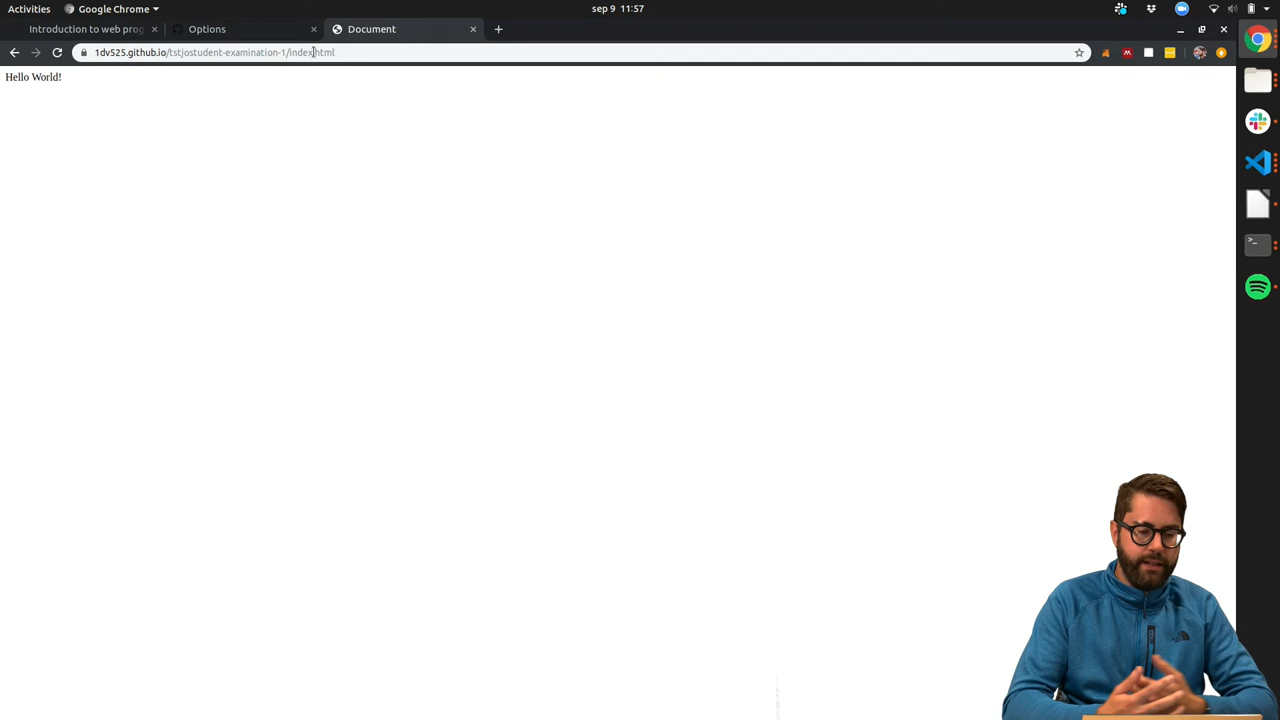 Activities
Google Chrome
sep 9 11:57
Introduction to web prog
Options
Document
1dv525.github.io/tstjostudent-examination-1/index.html
Hello World!